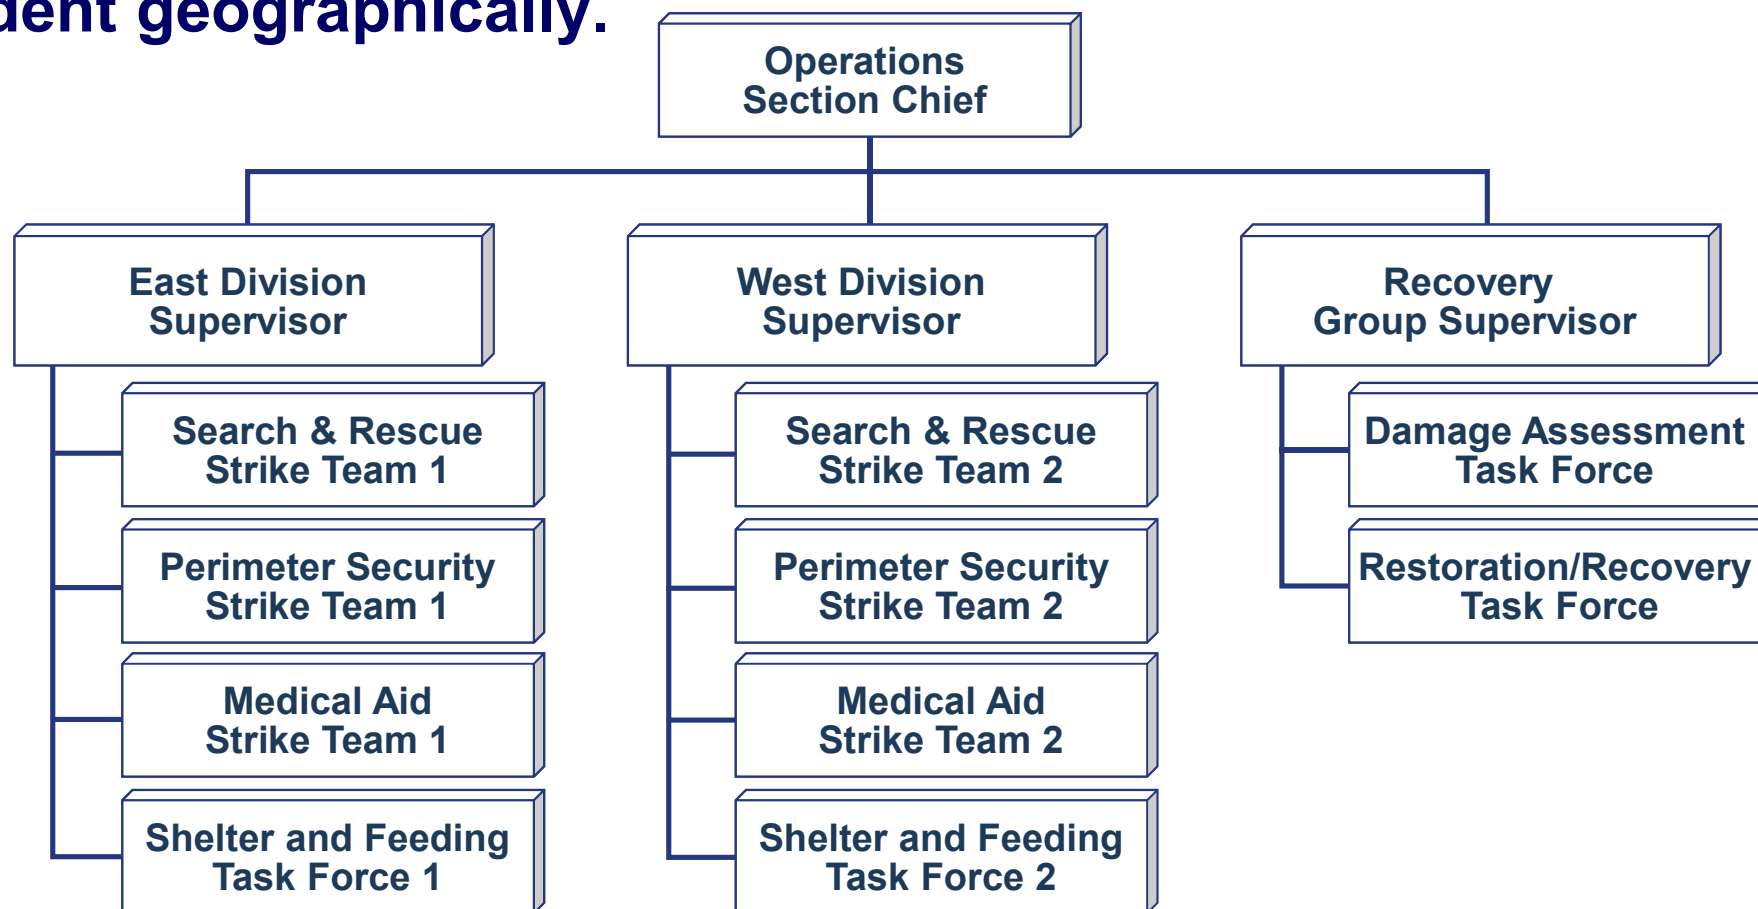 dent geographically.
Operations
Section Chief
East Division
Supervisor
West Division
Supervisor
Recovery
Group Supervisor
Search & Rescue
Strike Team 1
Search & Rescue
Strike Team 2
Damage Assessment
Task Force
Perimeter Security
Strike Team 1
Perimeter Security
Strike Team 2
Restoration/Recovery
Task Force
Medical Aid
Strike Team 1
Medical Aid
Strike Team 2
Shelter and Feeding
Task Force 1
Shelter and Feeding
Task Force 2